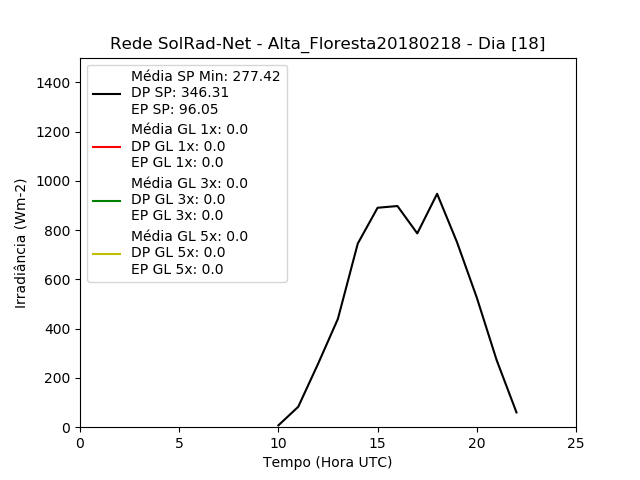 Rede SolRad-Net - Alta_Floresta20180218 - Dia [18]
Média SP Min: 277.42
DP SP: 346.31
EP SP: 96.05
Média GL 1x: 0.0
DP GL 1x: 0.0
EP GL 1x: 0.0
Média GL 3x: 0.0
DP GL 3x: 0.0
EP GL 3x: 0.0
Média GL 5x: 0.0
DP GL 5x: 0.0
EP GL 5x: 0.0
Irradiância (Wm-2)
1400
1200
1000
800
600
400
200
0
0 5 10 15 20 25
Tempo (Hora UTC)